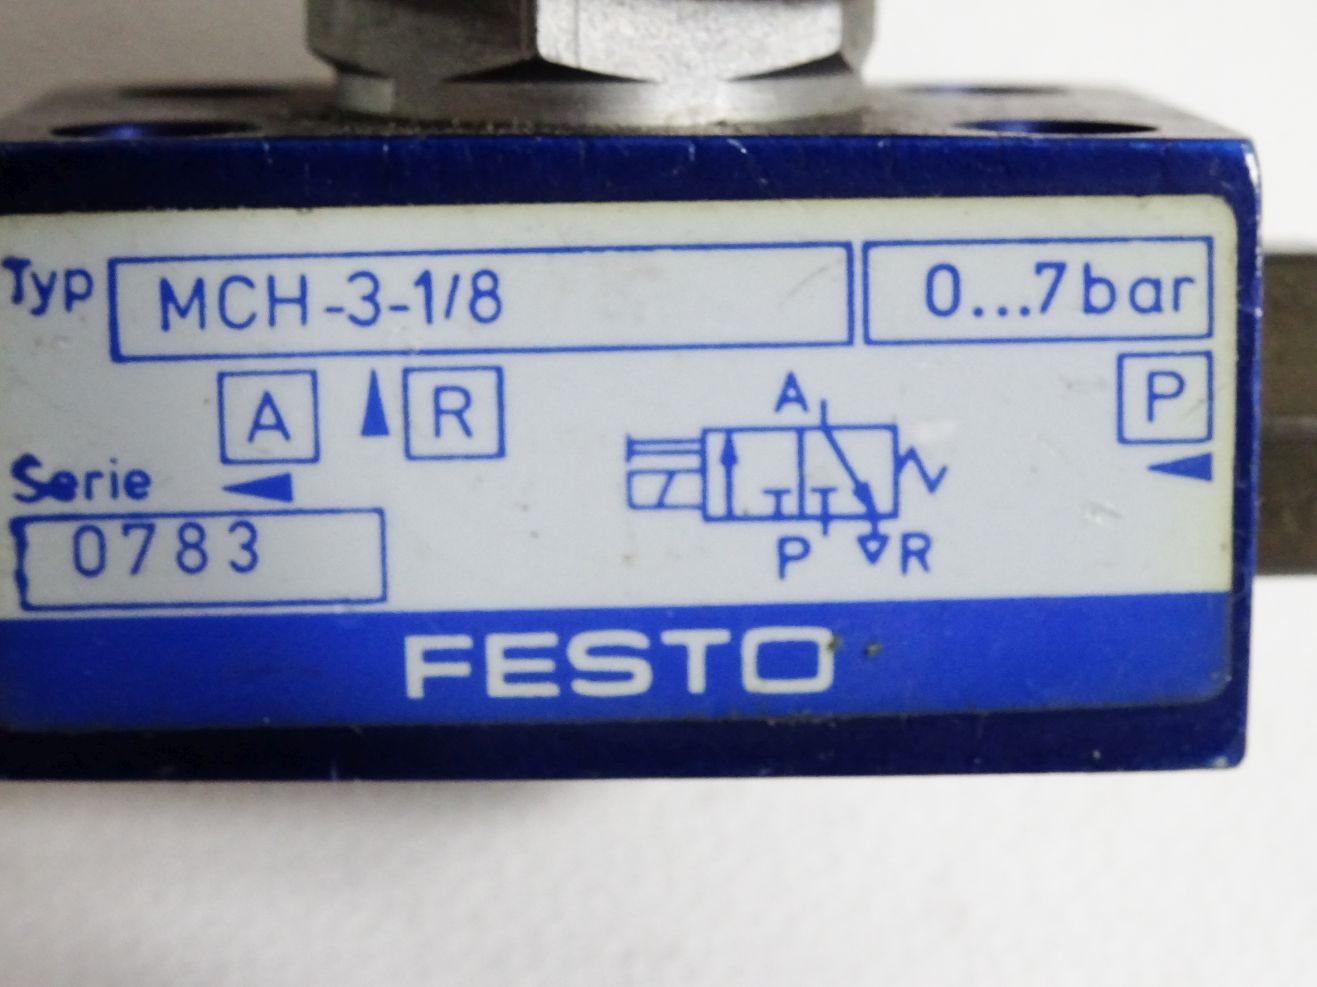 Typ MCH-3-1/8 0...7bar
A R P
Serie A
0783 P R
FESTO